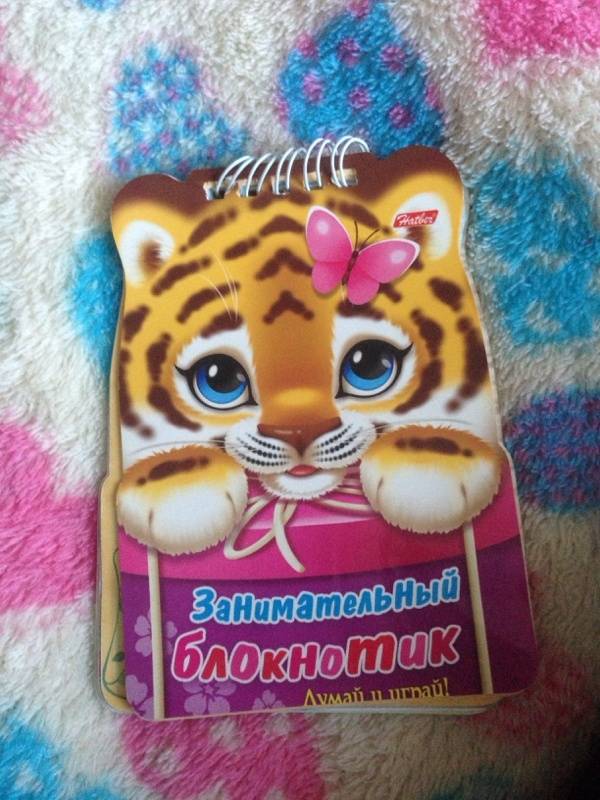 Hatber
Занимательный
блокнотик
Думай и играй!